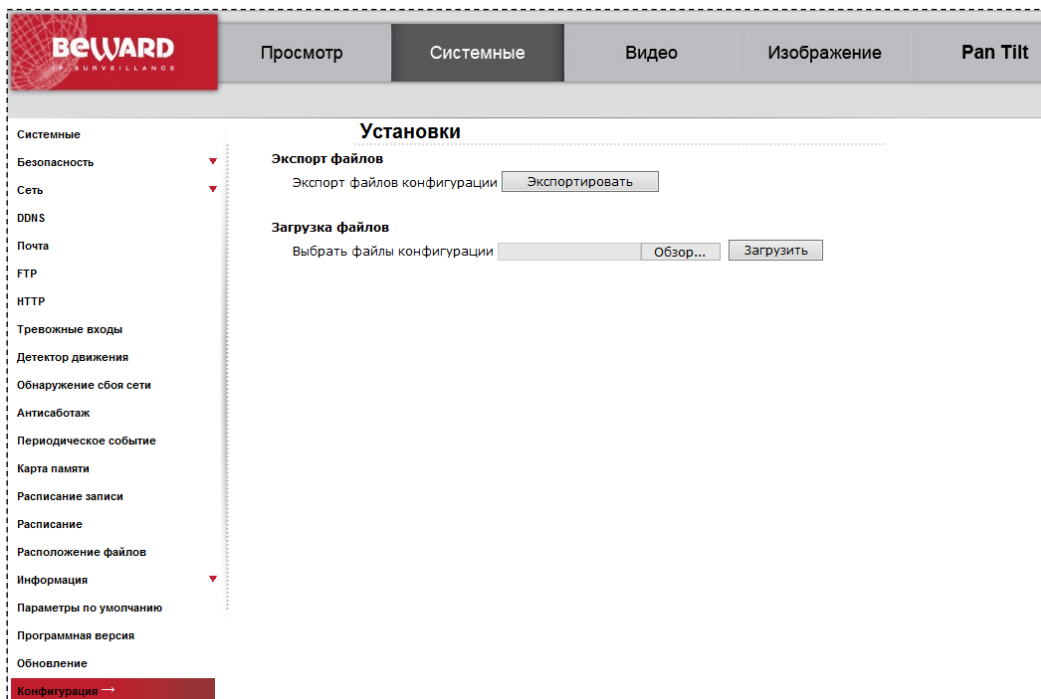 BEWARD
IP SURVEILLANCE
Просмотр
Системные
Видео
Изображение
Pan Tilt
Системные
Безопасность
Сеть
DDNS
Почта
FTP
HTTP
Тревожные входы
Детектор движения
Обнаружение сбоя сети
Антисаботаж
Периодическое событие
Карта памяти
Расписание записи
Расписание
Расположение файлов
Информация
Параметры по умолчанию
Программная версия
Обновление
Конфигурация →
Установки
Экспорт файлов
Экспорт файлов конфигурации Экспортировать
Загрузка файлов
Выбрать файлы конфигурации Обзор... Загрузить